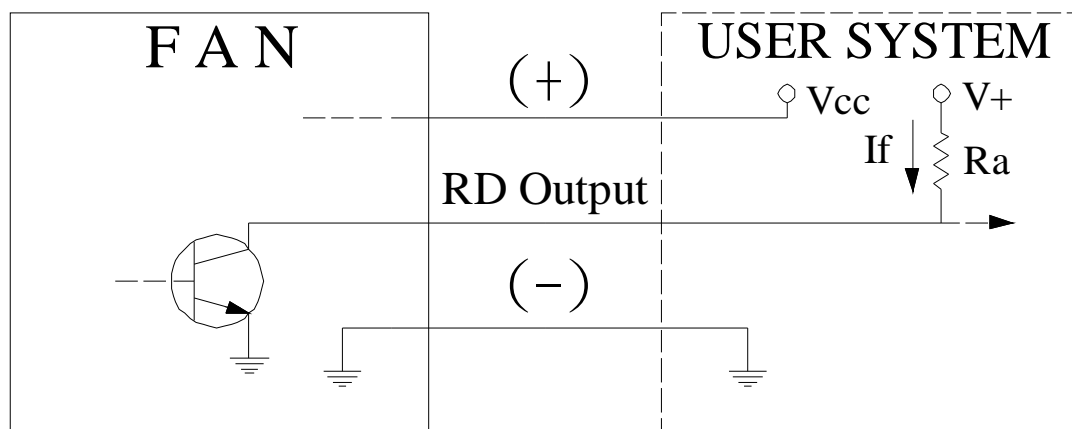 F A N
USER SYSTEM
(+)
Vcc
V+
If
Ra
RD Output
(-)